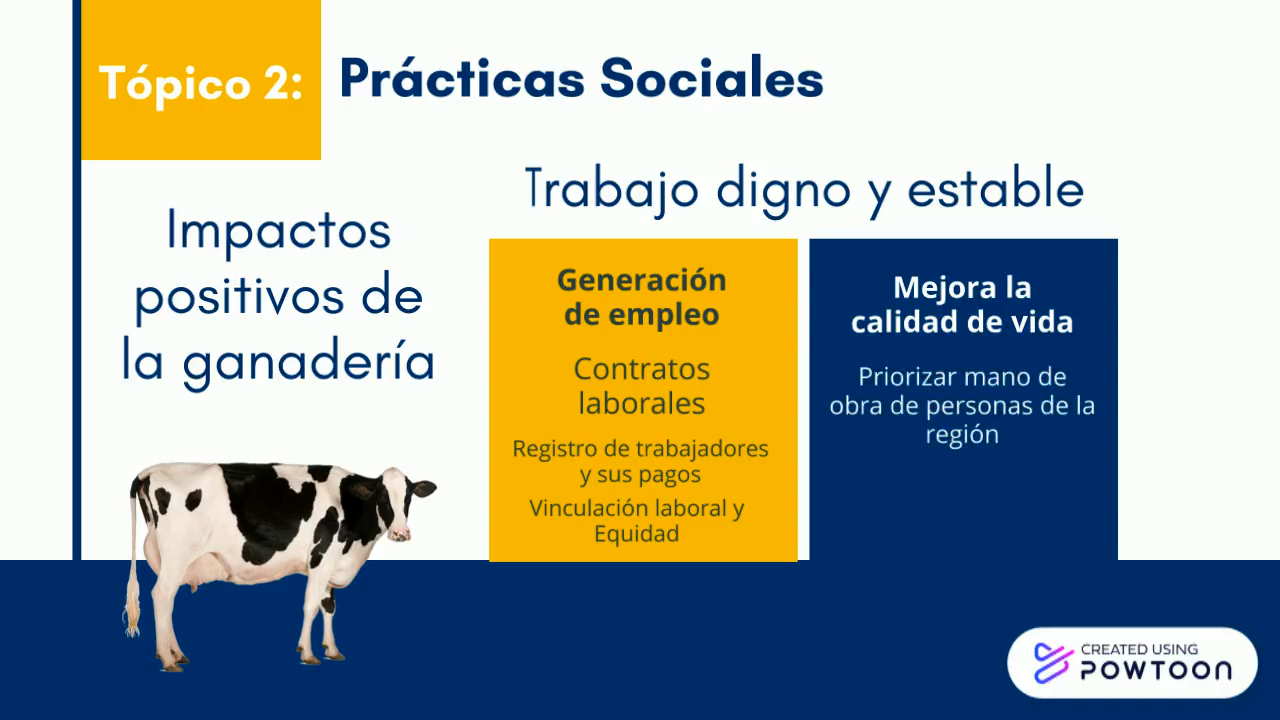 Tópico 2:
Prácticas Sociales
Impactos
positivos de
la ganadería
Trabajo digno y estable
Generación
de empleo
Contratos
laborales
Registro de trabajadores
y sus pagos
Vinculación laboral y
Equidad
Mejora la
calidad de vida
Priorizar mano de
obra de personas de la
región
CREATED USING
POWTOON